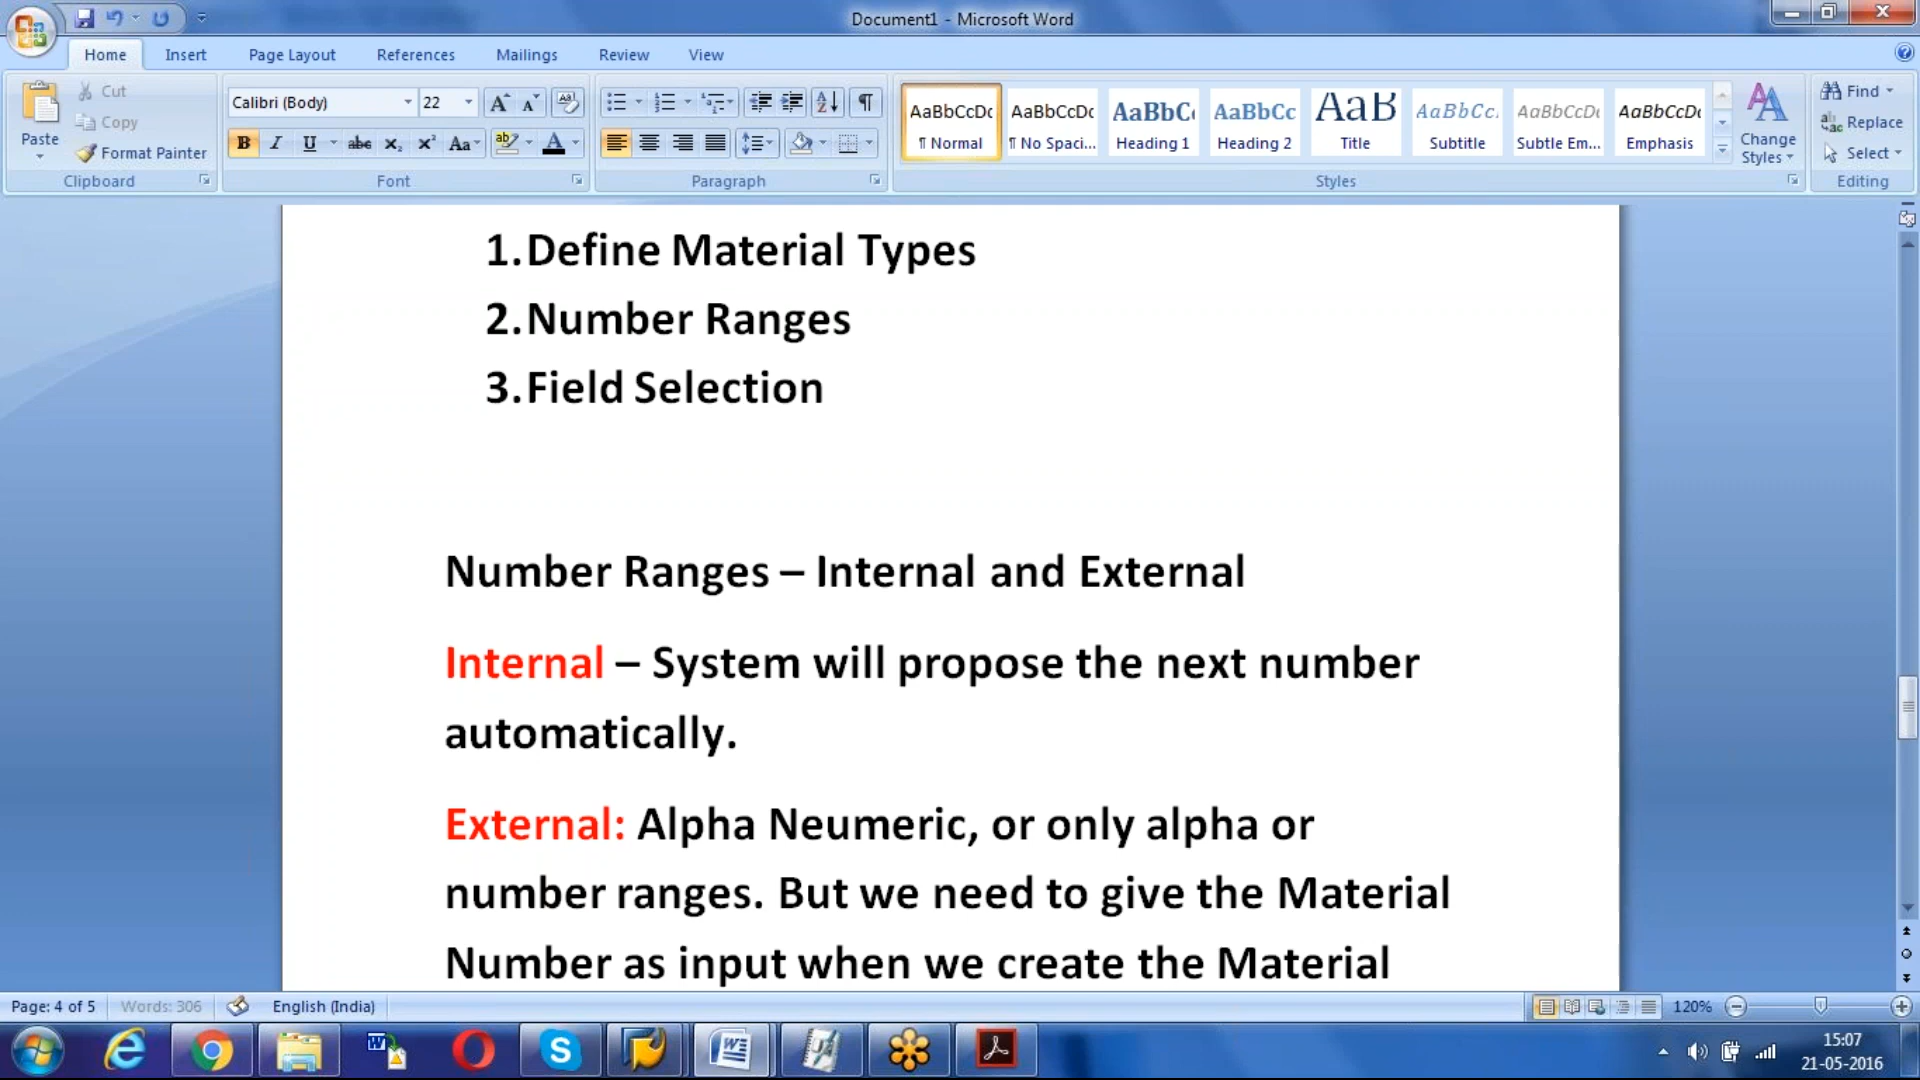 Document1 - Microsoft Word
Home Insert Page Layout References Mailings Review View
Paste
Cut
Copy
Format Painter
Clipboard
Calibri (Body) 22
Font
Paragraph
AaBbCcDc AaBbCcDc AaBbC AaBbCc AaB AaBbCc. AaBbCcDc AaBbCcDc
¶ Normal ¶ No Spaci... Heading 1 Heading 2 Title Subtitle Subtle Em... Emphasis
Change
Styles
Styles
Find
Replace
Select
Editing
1.Define Material Types
2.Number Ranges
3.Field Selection
Number Ranges – Internal and External
Internal – System will propose the next number
automatically.
External: Alpha Neumeric, or only alpha or
number ranges. But we need to give the Material
Number as input when we create the Material
Page: 4 of 5 Words: 306 English (India) 120%
15:07
21-05-2016